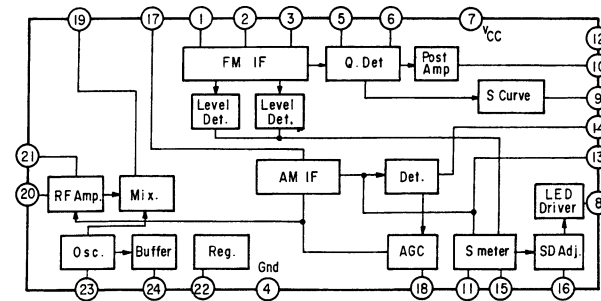 19 17 1 2 3 5 6 7
VCC
12
FM IF Q. Det Post Amp 10
Level Det. Level Det. S Curve 9
14
21 13
AM IF Det.
20 RF Amp. Mix. LED Driver 8
Osc. Buffer Reg. AGC S meter SD Adj.
Gnd
23 24 22 4 18 11 15 16